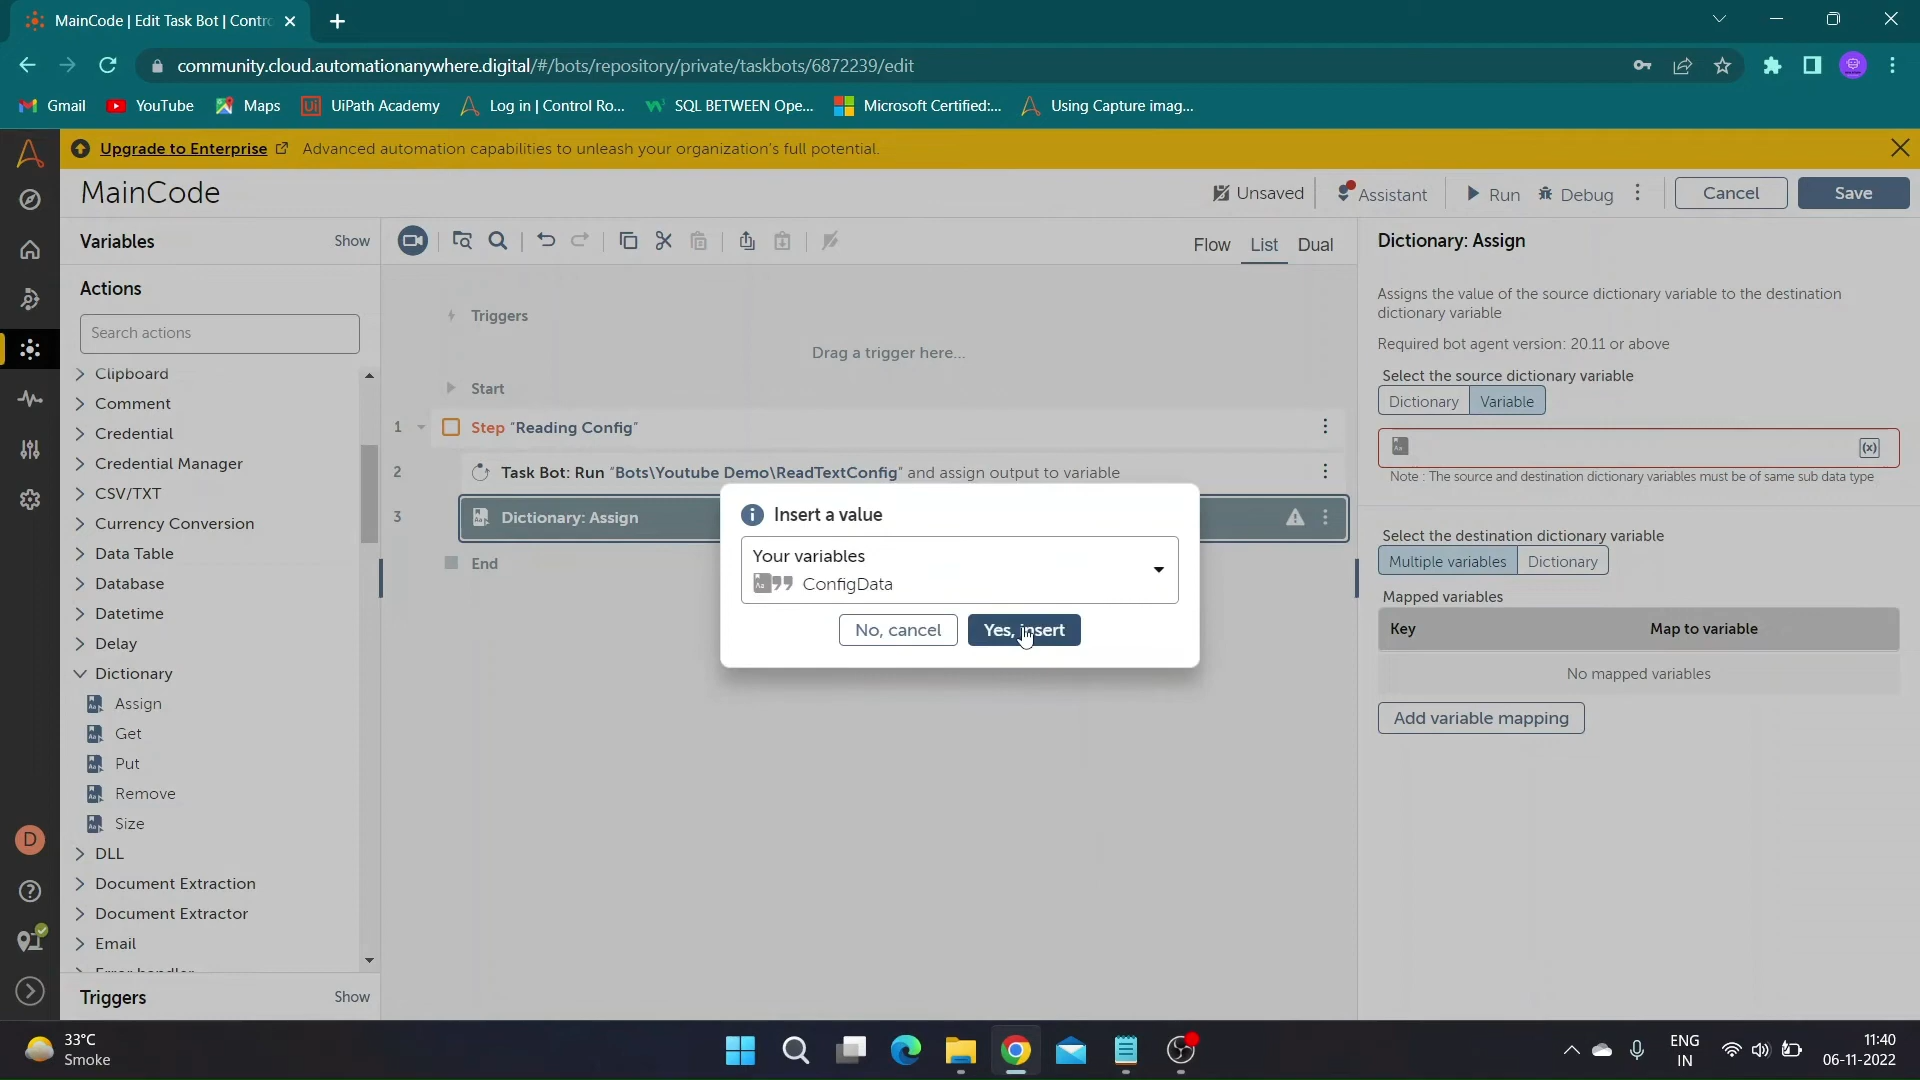 MainCode | Edit Task Bot | Contr
community.cloud.automationanywhere.digital/#/bots/repository/private/taskbots/6872239/edit
Gmail YouTube Maps UiPath Academy Log in | Control Ro... SQL BETWEEN Ope... Microsoft Certified:... Using Capture imag...
Upgrade to Enterprise Advanced automation capabilities to unleash your organization's full potential.
MainCode
Unsaved Assistant Run Debug Cancel Save
Variables Show
Flow List Dual
Actions
Search actions
Clipboard
Comment
Credential
Credential Manager
CSV/TXT
Currency Conversion
Data Table
Database
Datetime
Delay
Dictionary
Assign
Get
Put
Remove
Size
DLL
Document Extraction
Document Extractor
Email
Error handler
Triggers Show
Triggers
Drag a trigger here...
Start
1 Step "Reading Config"
2 Task Bot: Run "Bots\Youtube Demo\ReadTextConfig" and assign output to variable
3 Dictionary: Assign
End
Insert a value
Your variables
ConfigData
No, cancel Yes, insert
Dictionary: Assign
Assigns the value of the source dictionary variable to the destination
dictionary variable
Required bot agent version: 20.11 or above
Select the source dictionary variable
Dictionary Variable
(x)
Note : The source and destination dictionary variables must be of same sub data type
Select the destination dictionary variable
Multiple variables Dictionary
Mapped variables
Key Map to variable
No mapped variables
Add variable mapping
D
33°C
Smoke
ENG
IN
11:40
06-11-2022